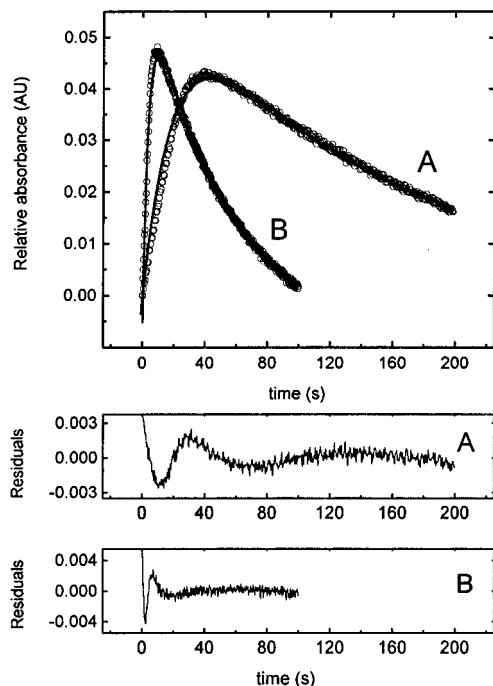 Relative absorbance (AU)
0.05
0.04
0.03
0.02
0.01
0.00
A
B
0 40 80 120 160 200
time (s)
Residuals
0.003
0.000
-0.003
A
0 40 80 120 160 200
Residuals
0.004
0.000
-0.004
B
0 40 80 120 160 200
time (s)